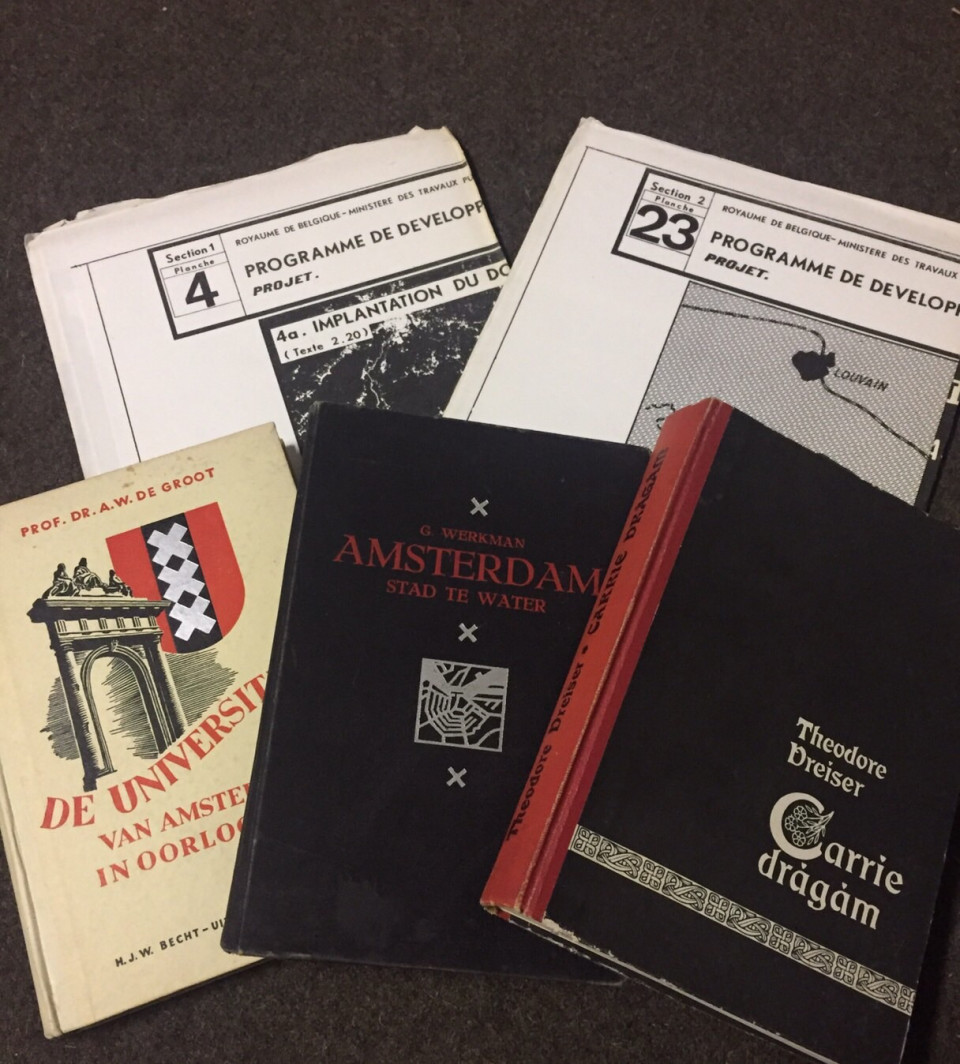 Section 1
Planche
4
ROYAUME DE BELGIQUE - MINISTERE DES TRAVAUX PU
PROGRAMME DE DEVELOPP
PROJET.
4a. IMPLANTATION DU DO
(Texte 2.20)
Section 2
Planche
23
ROYAUME DE BELGIQUE - MINISTERE DES TRAVAUX
PROGRAMME DE DEVELOPP
PROJET.
LOUVAIN
PROF. DR. A.W. DE GROOT
DE UNIVERSIT
VAN AMSTE
IN OORLO
H.J.W. BECHT-UI
G. WERKMAN
AMSTERDAM
STAD TE WATER
Theodore Dreiser • CARRIE DRÁGÁM
Theodore
Dreiser
Carrie
drágám